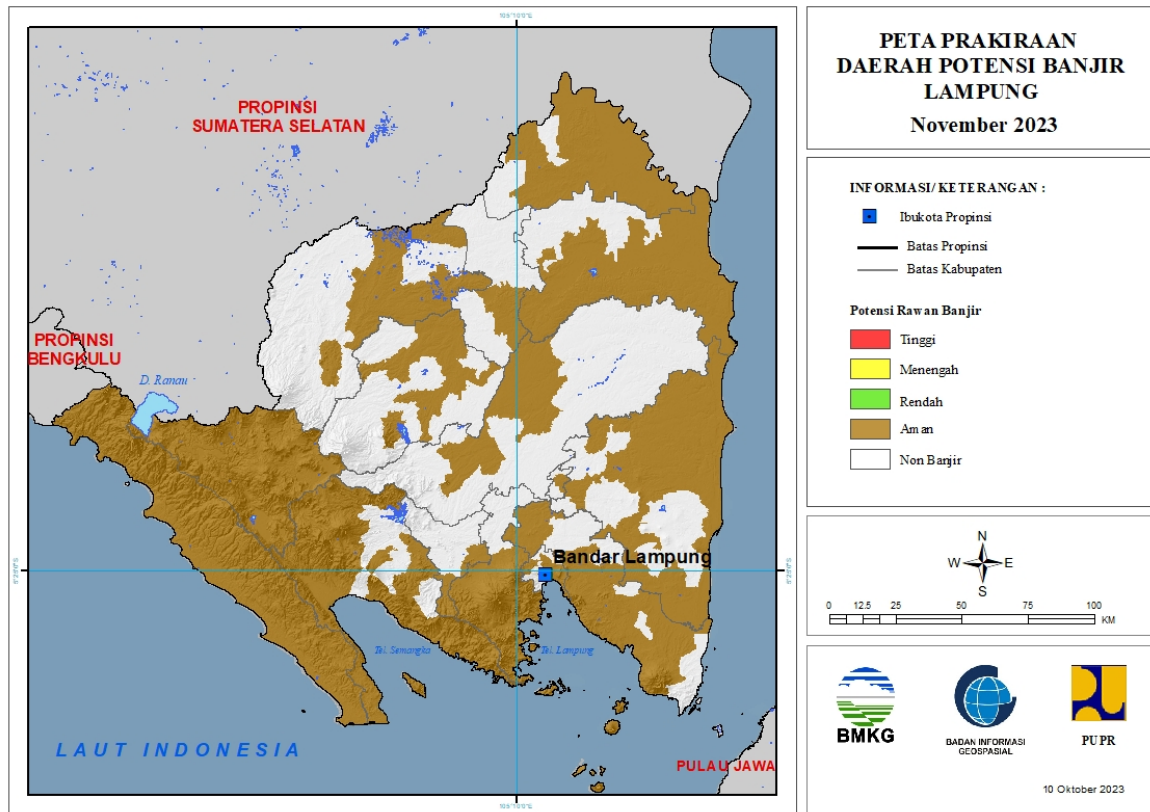 PETA PRAKIRAAN
DAERAH POTENSI BANJIR
LAMPUNG
November 2023
INFORMASI/ KETERANGAN :
Ibukota Propinsi
Batas Propinsi
Batas Kabupaten
Potensi Rawan Banjir
Tinggi
Menengah
Rendah
Aman
Non Banjir
N
W E
S
0 12.5 25 50 75 100
KM
BMKG
BADAN INFORMASI
GEOSPASIAL
PUPR
10 Oktober 2023
PROPINSI
SUMATERA SELATAN
PROPINSI
BENGKULU
D. Ranau
Bandar Lampung
Tel. Semangka
Tel. Lampung
LAUT INDONESIA
PULAU JAWA